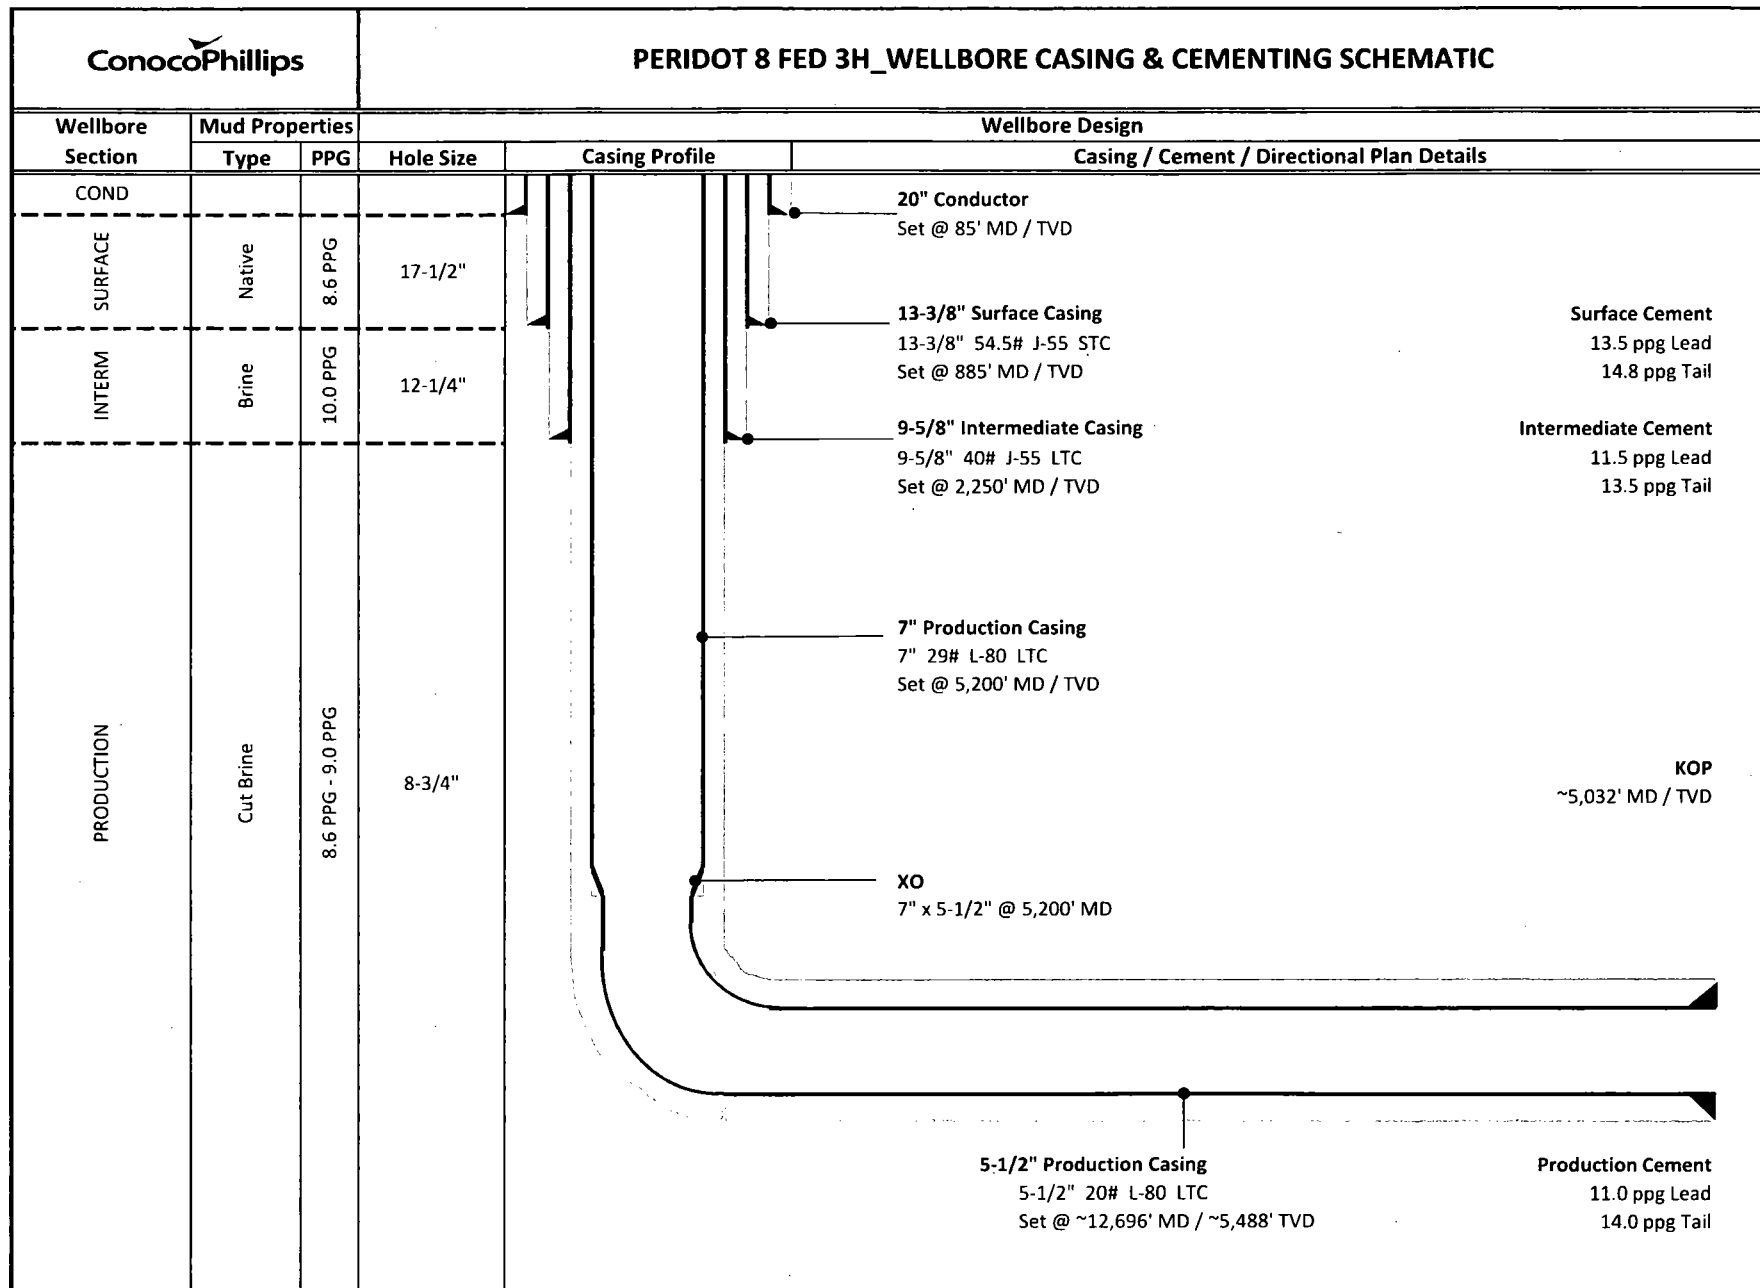 ConocoPhillips
PERIDOT 8 FED 3H_WELLBORE CASING & CEMENTING SCHEMATIC
Wellbore Section
Mud Properties
Wellbore Design
Type
PPG
Hole Size
Casing Profile
Casing / Cement / Directional Plan Details
COND
20" Conductor
Set @ 85' MD / TVD
SURFACE
Native
8.6 PPG
17-1/2"
13-3/8" Surface Casing
13-3/8" 54.5# J-55 STC
Set @ 885' MD / TVD
Surface Cement
13.5 ppg Lead
14.8 ppg Tail
INTERM
Brine
10.0 PPG
12-1/4"
9-5/8" Intermediate Casing
9-5/8" 40# J-55 LTC
Set @ 2,250' MD / TVD
Intermediate Cement
11.5 ppg Lead
13.5 ppg Tail
PRODUCTION
Cut Brine
8.6 PPG - 9.0 PPG
8-3/4"
7" Production Casing
7" 29# L-80 LTC
Set @ 5,200' MD / TVD
KOP
~5,032' MD / TVD
XO
7" x 5-1/2" @ 5,200' MD
5-1/2" Production Casing
5-1/2" 20# L-80 LTC
Set @ ~12,696' MD / ~5,488' TVD
Production Cement
11.0 ppg Lead
14.0 ppg Tail